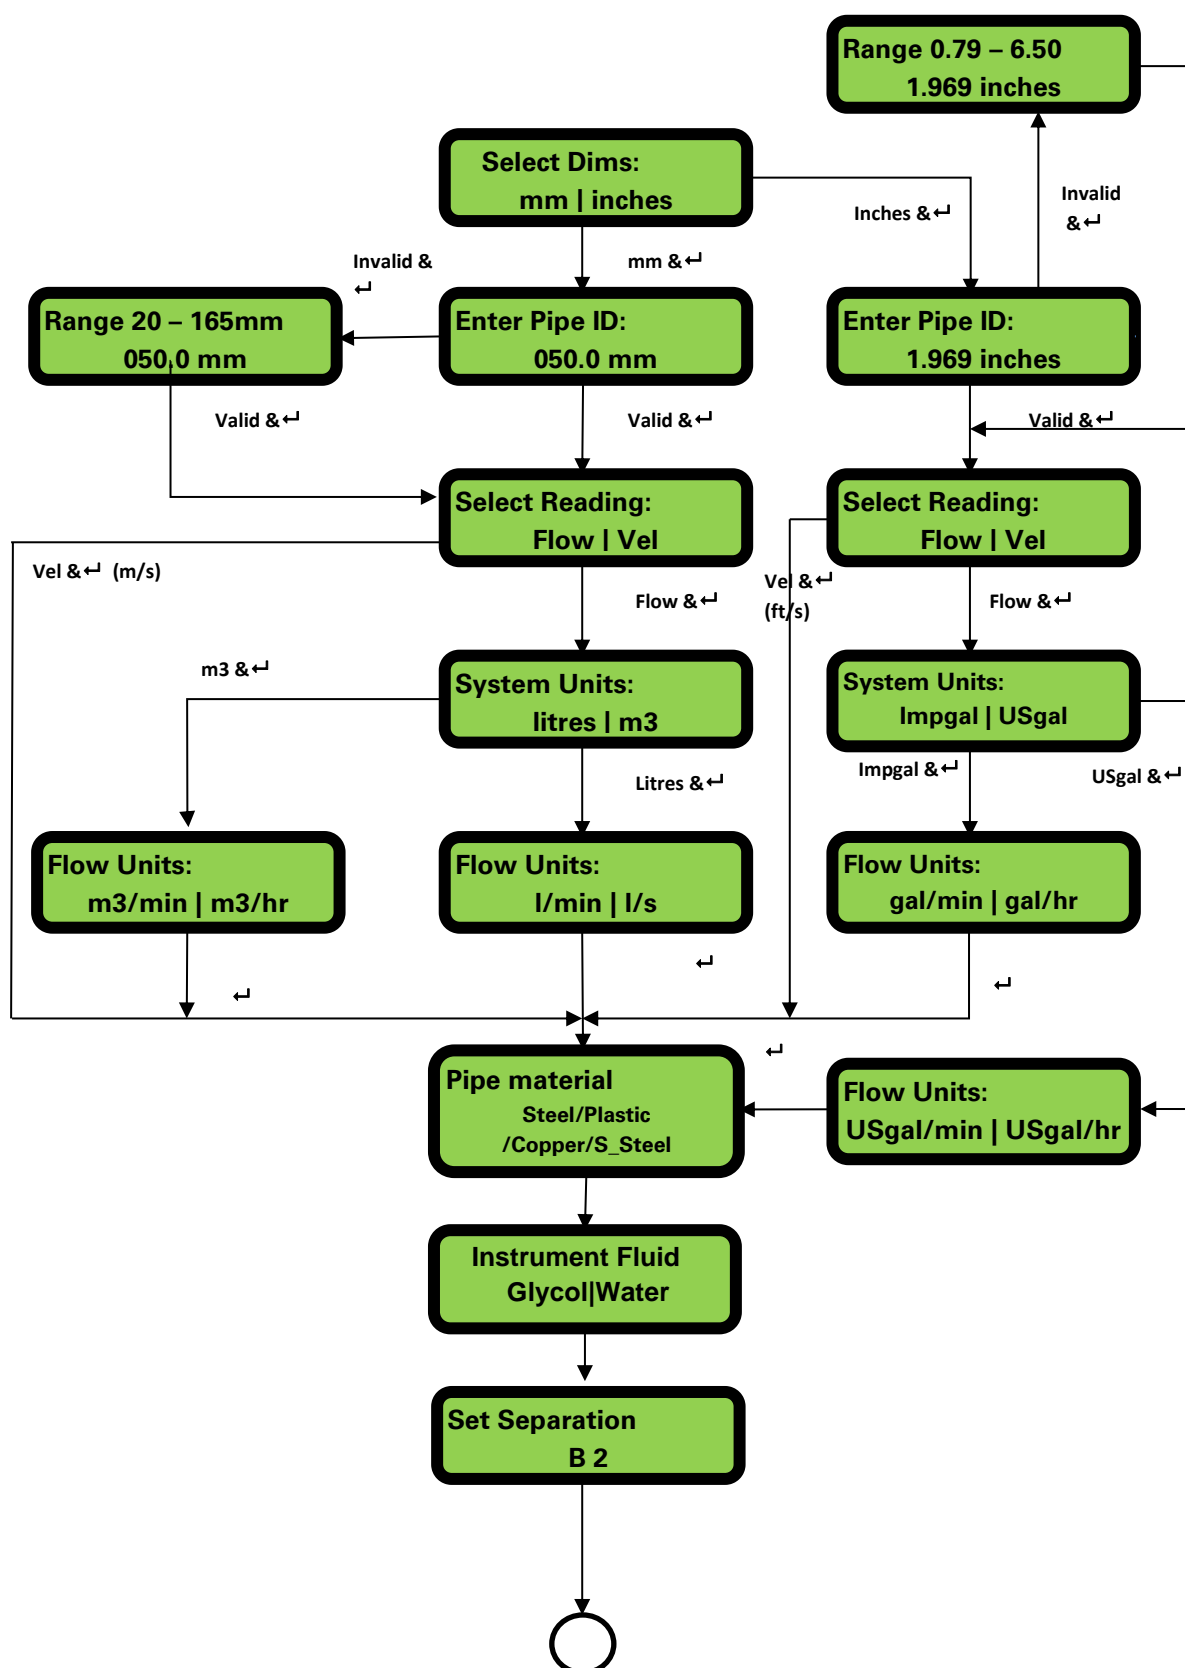 Range 0.79 – 6.50
1.969 inches
Select Dims:
mm | inches
Inches &↵
Invalid
&↵
Invalid &
↵
mm &↵
Range 20 – 165mm
050.0 mm
Enter Pipe ID:
050.0 mm
Enter Pipe ID:
1.969 inches
Valid &↵
Valid &↵
Valid &↵
Select Reading:
Flow | Vel
Select Reading:
Flow | Vel
Vel &↵ (m/s)
Flow &↵
Vel &↵
(ft/s)
Flow &↵
m3 &↵
System Units:
litres | m3
System Units:
Impgal | USgal
Litres &↵
Impgal &↵
USgal &↵
Flow Units:
m3/min | m3/hr
Flow Units:
l/min | l/s
Flow Units:
gal/min | gal/hr
↵
↵
↵
↵
Pipe material
Steel/Plastic
/Copper/S_Steel
Flow Units:
USgal/min | USgal/hr
Instrument Fluid
Glycol|Water
Set Separation
B 2